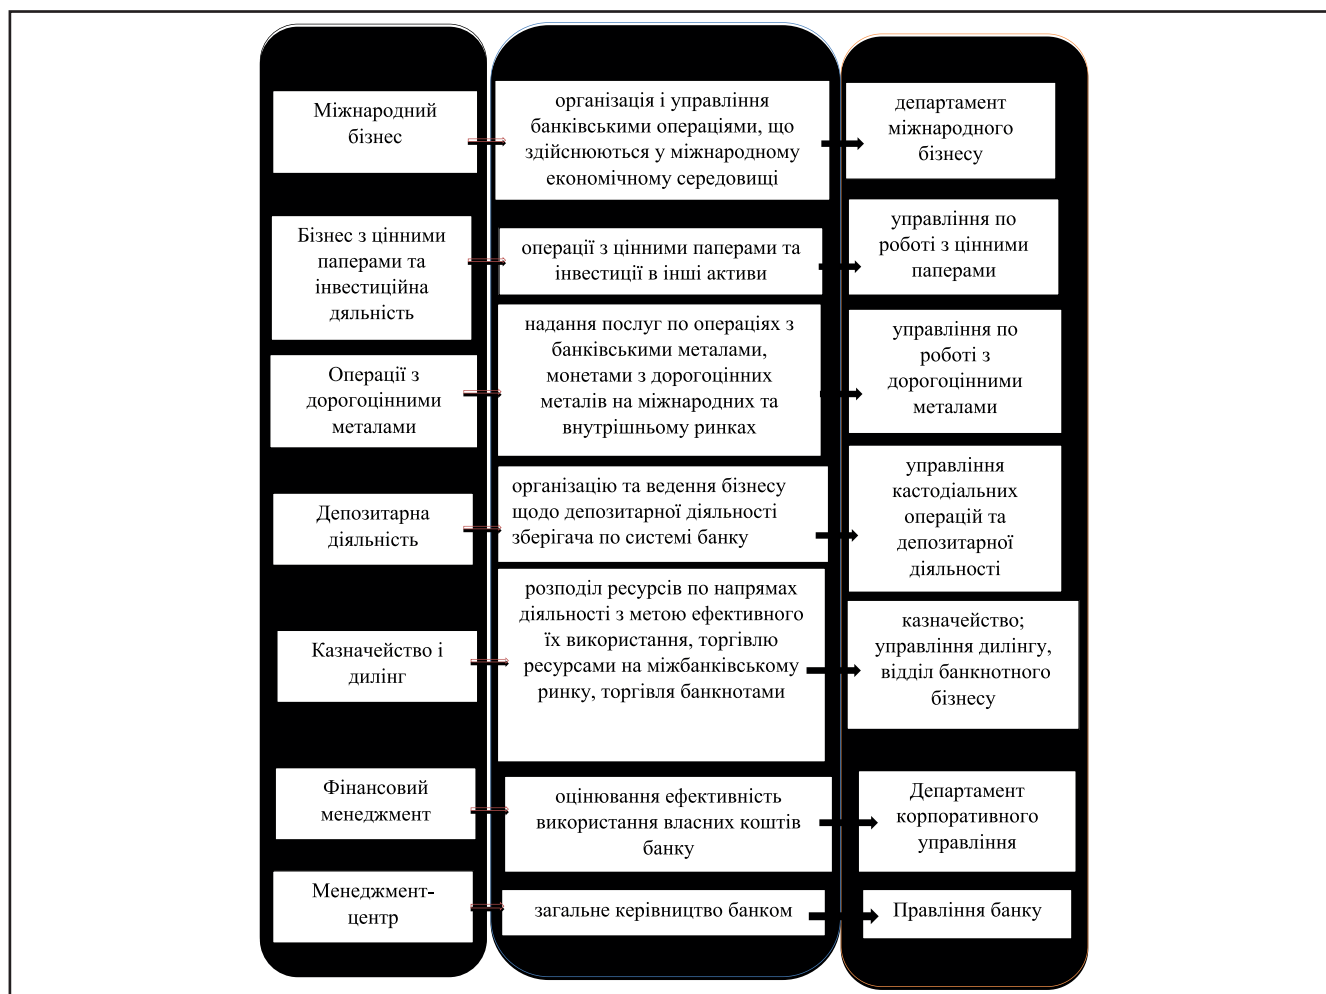 Міжнародний
бізнес
організація і управління
банківськими операціями, що
здійснюються у міжнародному
економічному середовищі
департамент
міжнародного
бізнесу
Бізнес з цінними
паперами та
інвестиційна
дяльність
операції з цінними паперами та
інвестиції в інші активи
управління по
роботі з цінними
паперами
Операції з
дорогоцінними
металами
надання послуг по операціях з
банківськими металами,
монетами з дорогоцінних
металів на міжнародних та
внутрішньому ринках
управління по
роботі з
дорогоцінними
металами
Депозитарна
діяльність
організацію та ведення бізнесу
щодо депозитарної діяльності
зберігача по системі банку
управління
кастодіальних
операцій та
депозитарної
діяльності
Казначейство і
дилінг
розподіл ресурсів по напрямах
діяльності з метою ефективного
їх використання, торгівлю
ресурсами на міжбанківському
ринку, торгівля банкнотами
казначейство;
управління дилінгу,
відділ банкнотного
бізнесу
Фінансовий
менеджмент
оцінювання ефективність
використання власних коштів
банку
Департамент
корпоративного
управління
Менеджмент-
центр
загальне керівництво банком
Правління банку